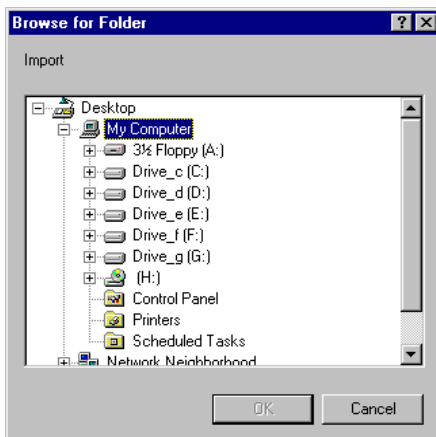 Browse for Folder
Import
Desktop
My Computer
3½ Floppy (A:)
Drive_c (C:)
Drive_d (D:)
Drive_e (E:)
Drive_f (F:)
Drive_g (G:)
(H:)
Control Panel
Printers
Scheduled Tasks
Network Neighborhood
OK Cancel